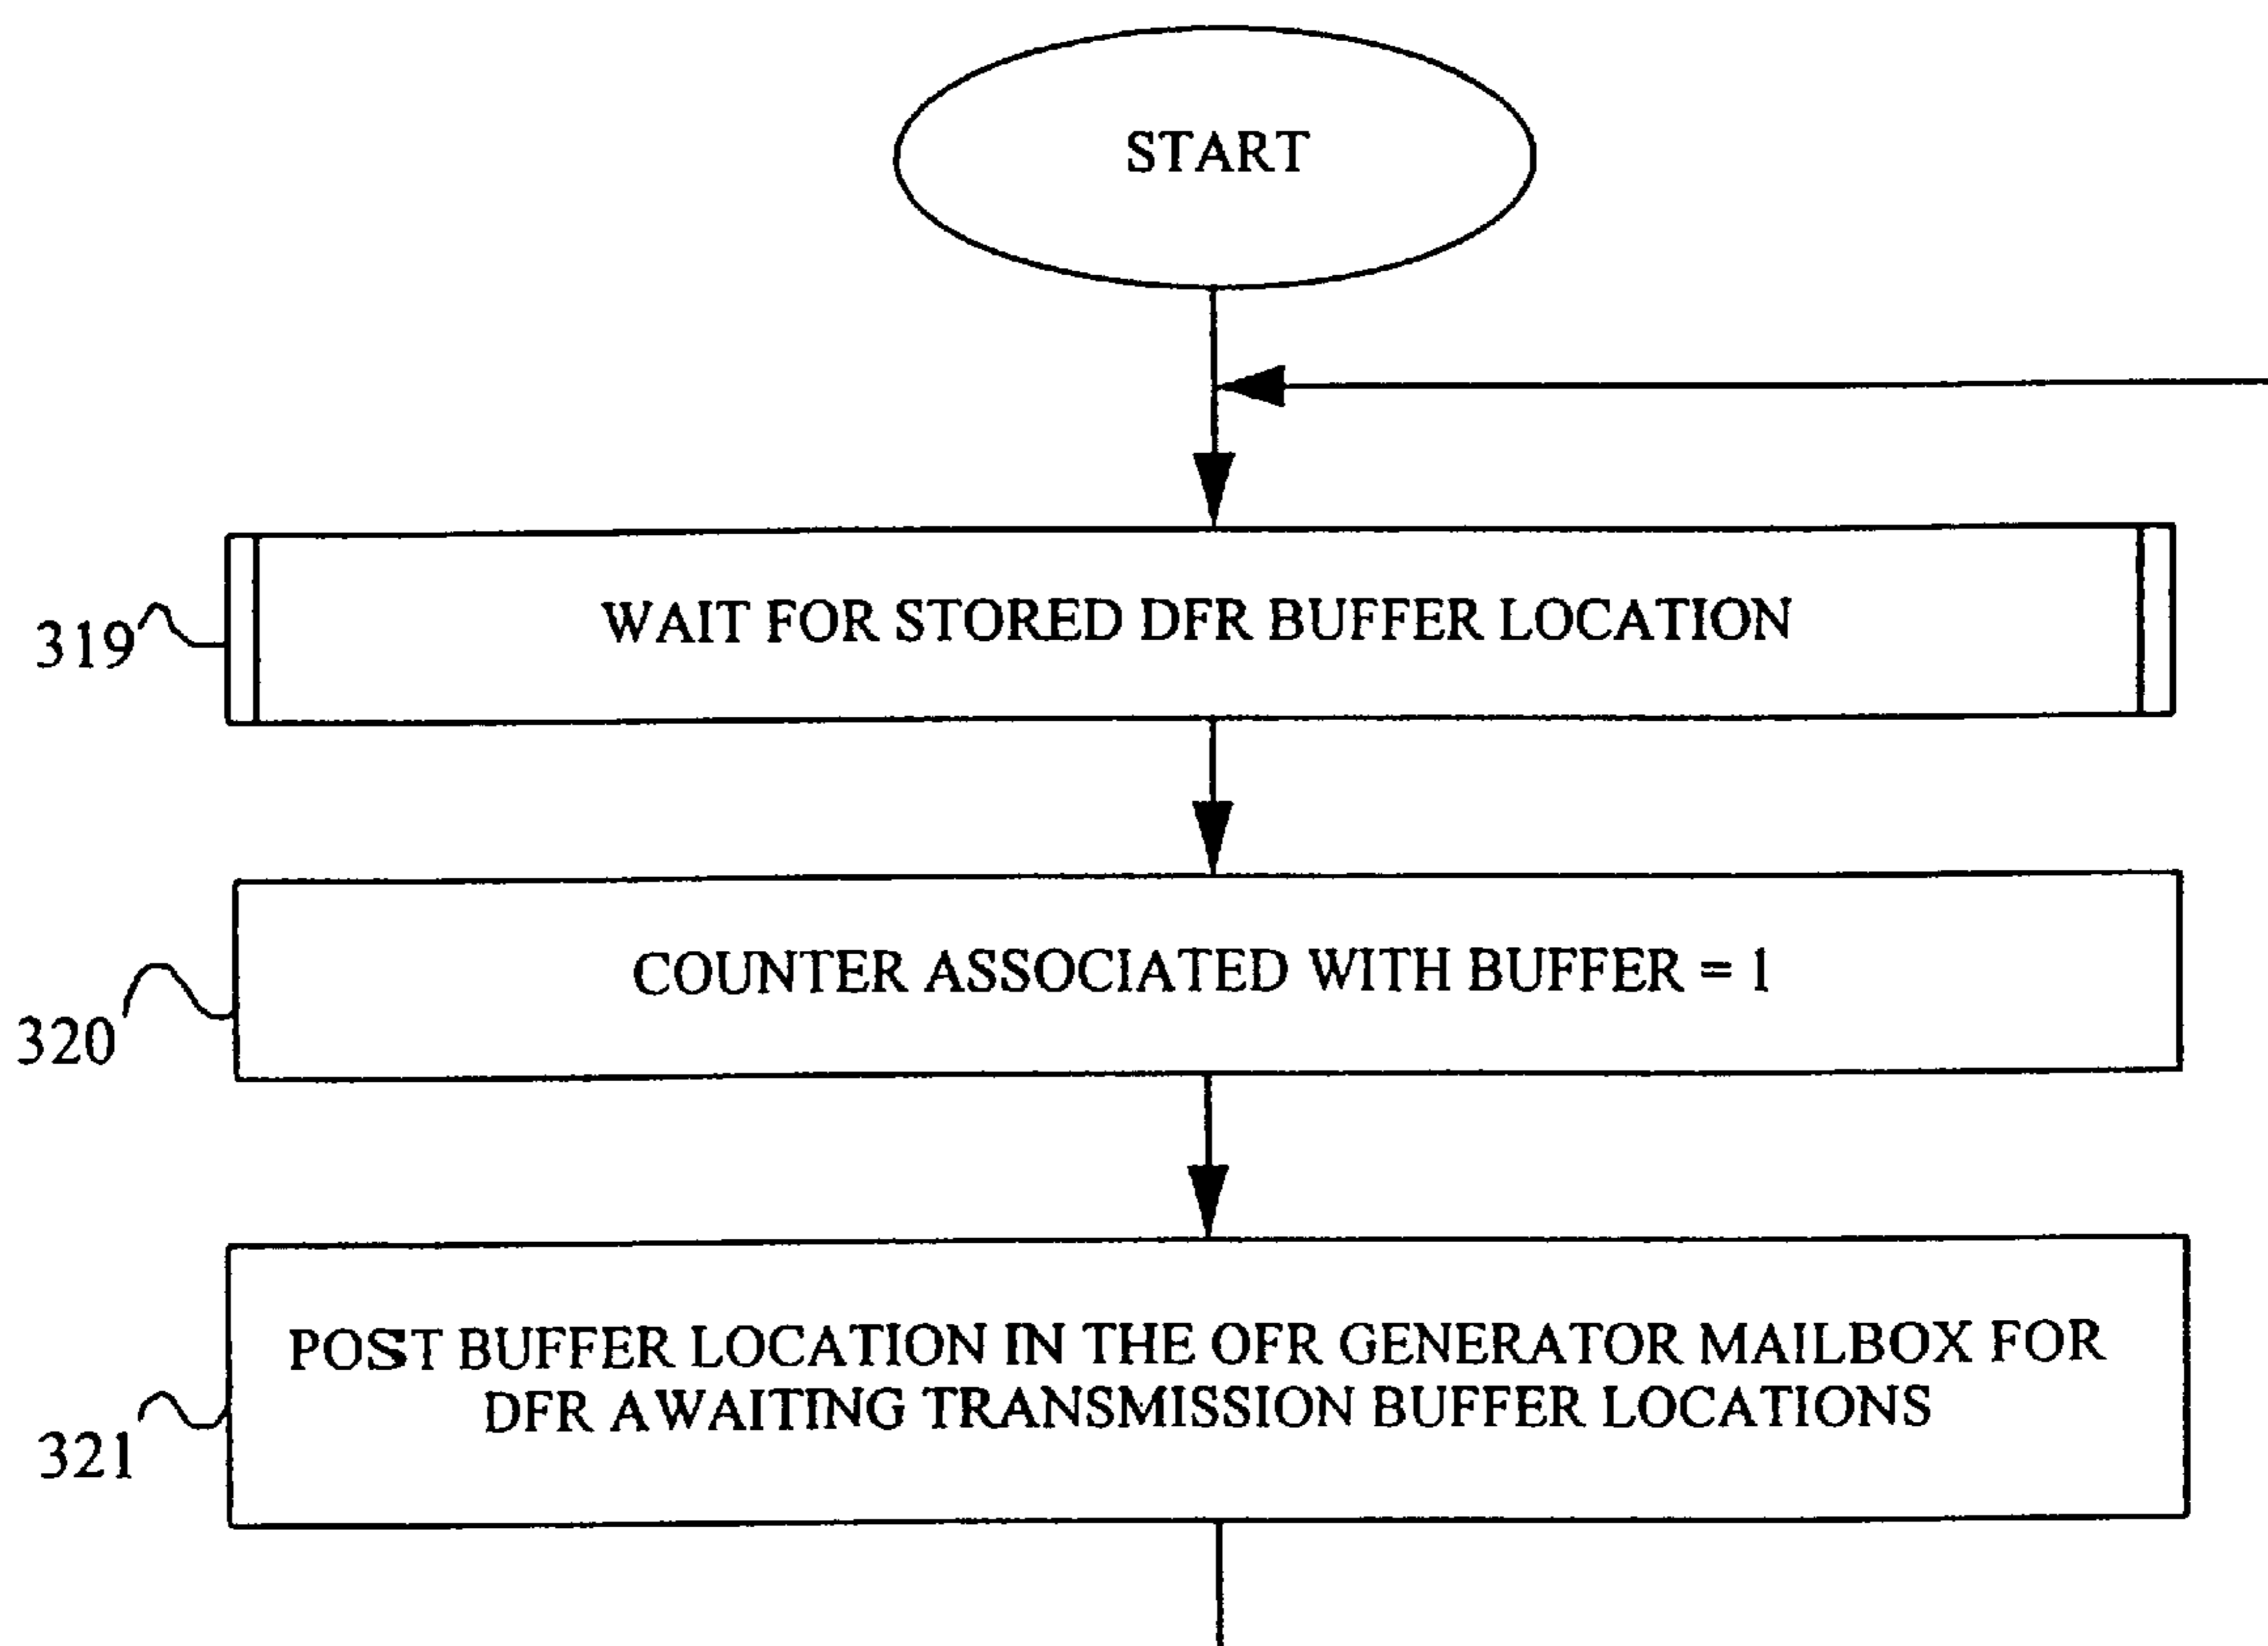 START
319
WAIT FOR STORED DFR BUFFER LOCATION
320
COUNTER ASSOCIATED WITH BUFFER = 1
321
POST BUFFER LOCATION IN THE OFR GENERATOR MAILBOX FOR
DFR AWAITING TRANSMISSION BUFFER LOCATIONS